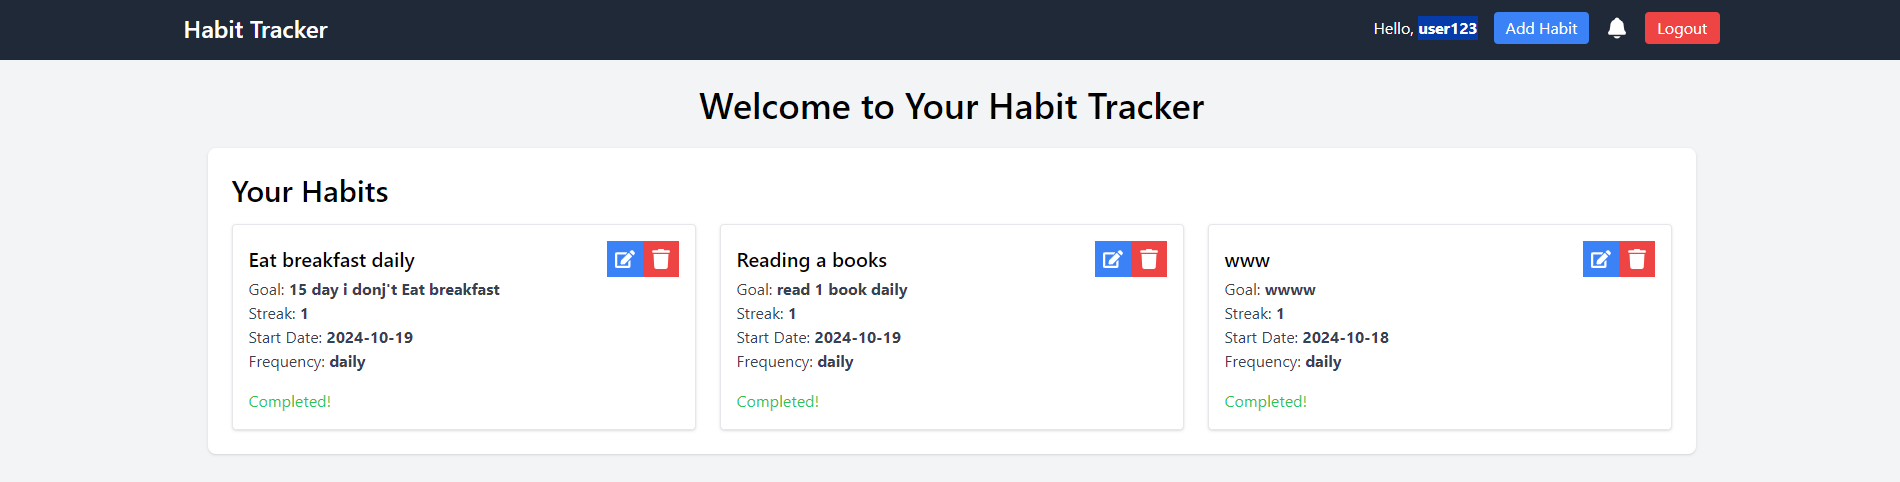 Habit Tracker
Hello, user123
Add Habit
Logout
Welcome to Your Habit Tracker
Your Habits
Eat breakfast daily
Goal: 15 day i donj't Eat breakfast
Streak: 1
Start Date: 2024-10-19
Frequency: daily
Completed!
Reading a books
Goal: read 1 book daily
Streak: 1
Start Date: 2024-10-19
Frequency: daily
Completed!
www
Goal: wwww
Streak: 1
Start Date: 2024-10-18
Frequency: daily
Completed!